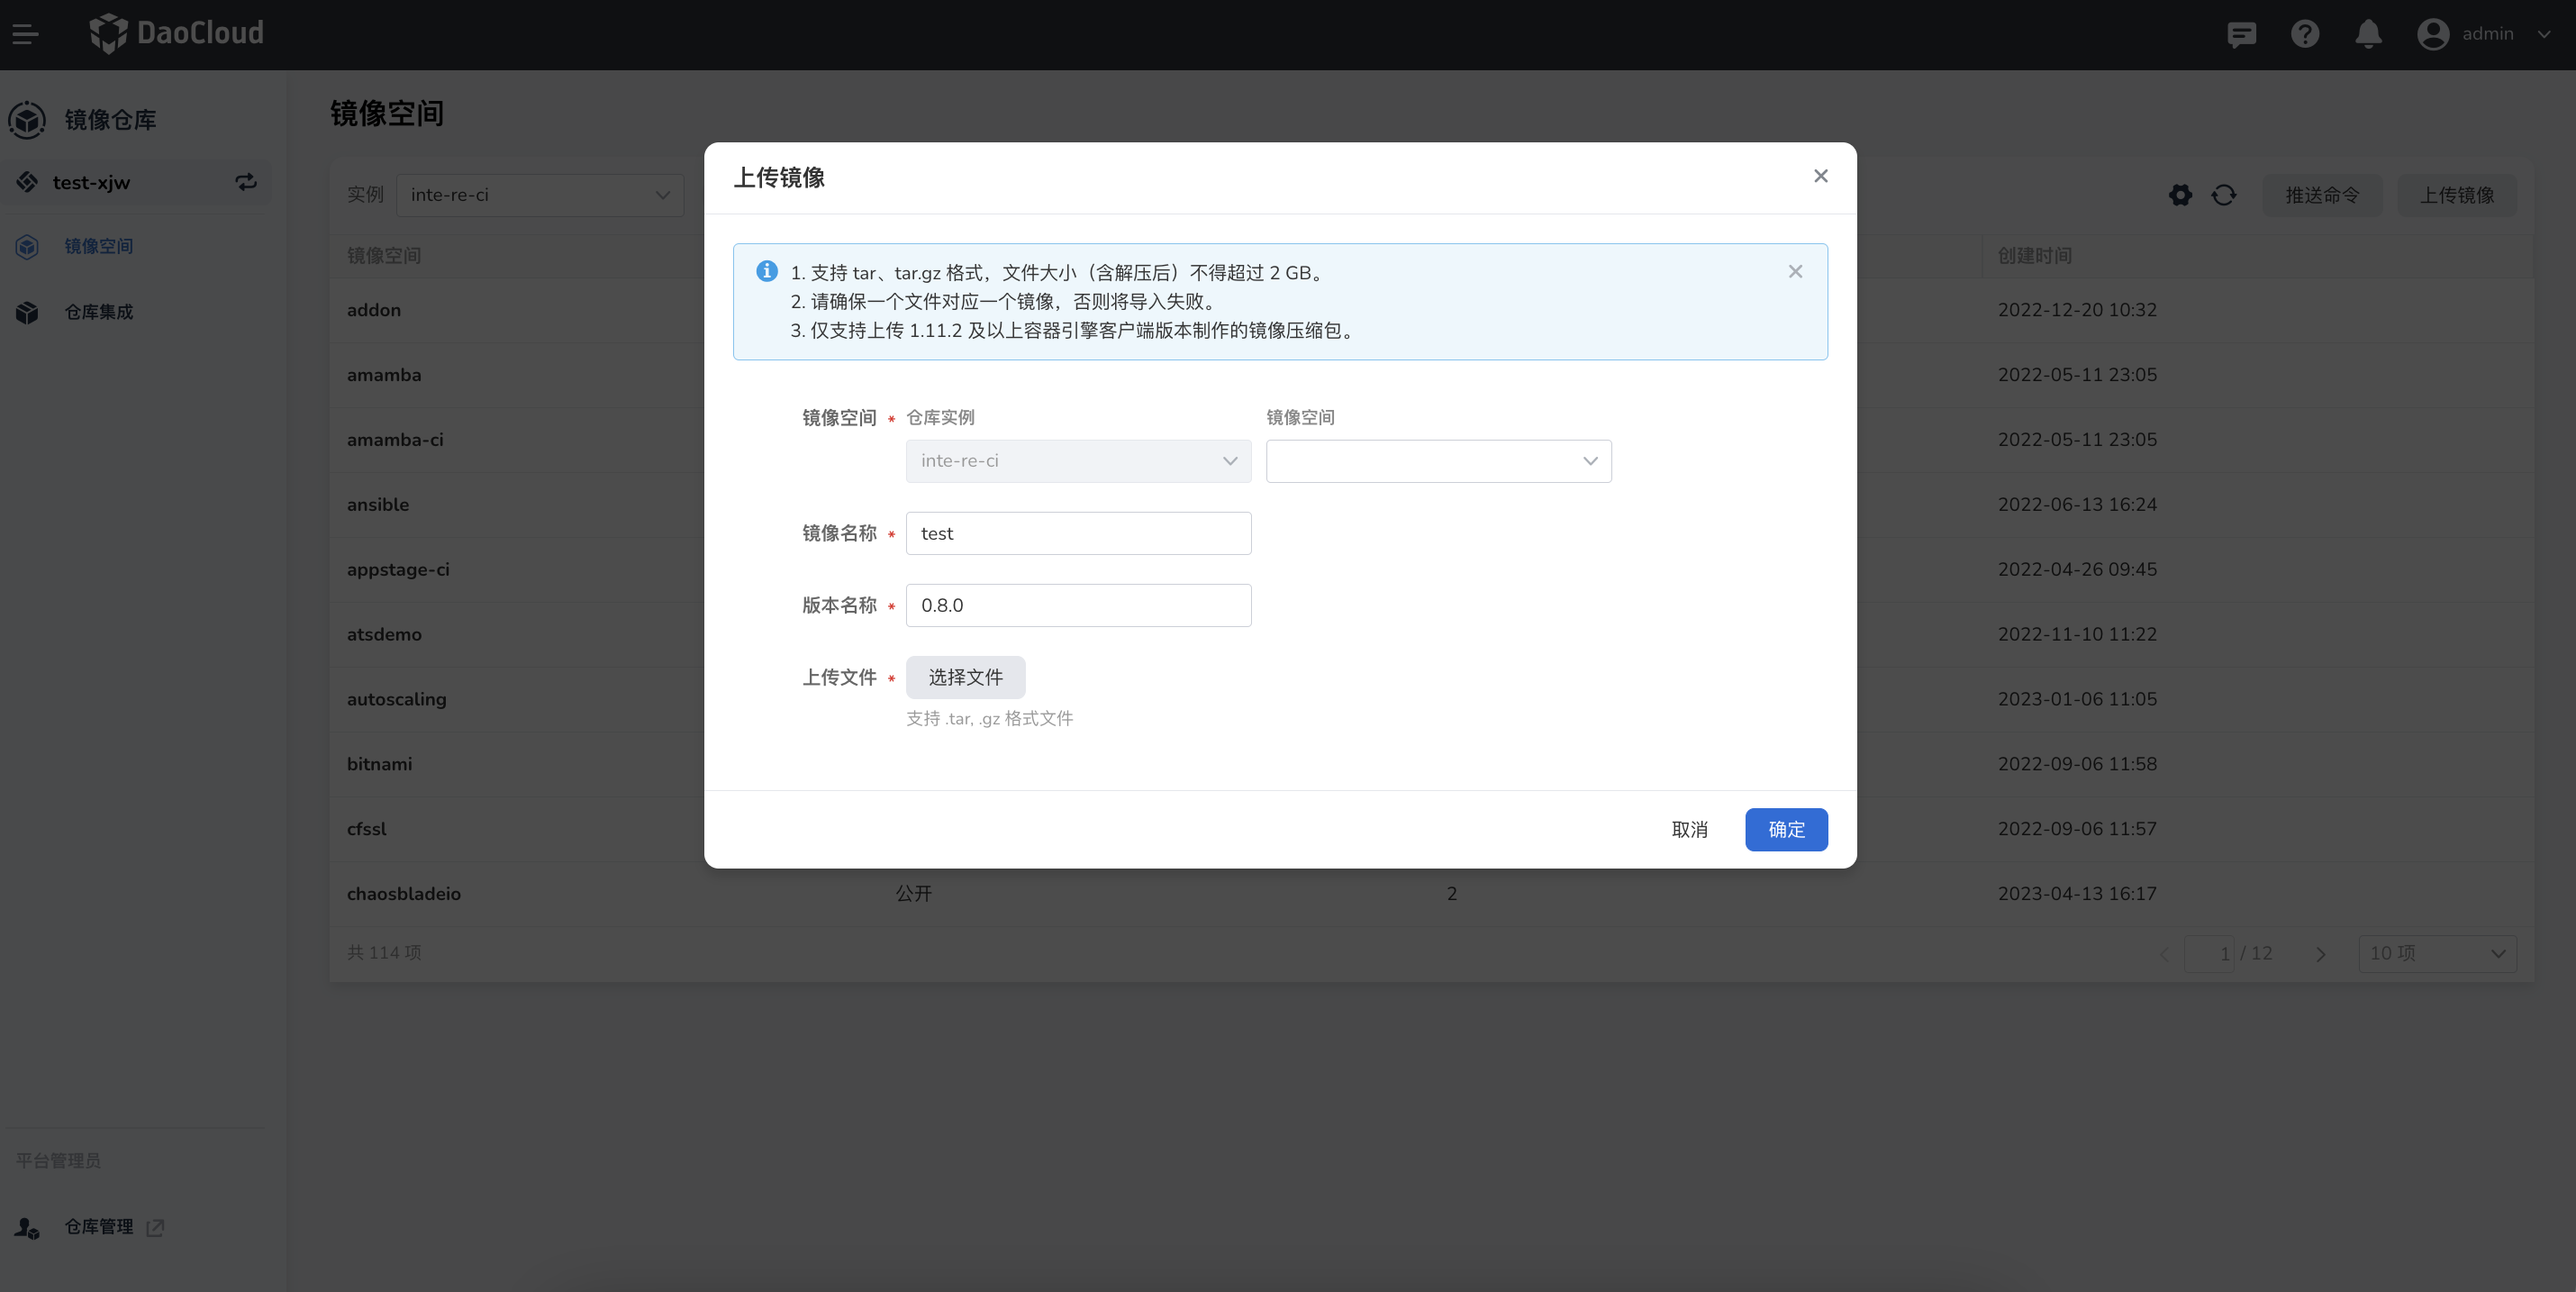 DaoCloud
admin
镜像仓库
test-xjw
镜像空间
仓库集成
平台管理员
仓库管理
镜像空间
实例
inte-re-ci
推送命令
上传镜像
镜像空间
创建时间
addon
2022-12-20 10:32
amamba
2022-05-11 23:05
amamba-ci
2022-05-11 23:05
ansible
2022-06-13 16:24
appstage-ci
2022-04-26 09:45
atsdemo
2022-11-10 11:22
autoscaling
2023-01-06 11:05
bitnami
2022-09-06 11:58
cfssl
2022-09-06 11:57
chaosbladeio 公开 2 2023-04-13 16:17
共 114 项
1 / 12
10 项
上传镜像
1. 支持 tar、tar.gz 格式，文件大小（含解压后）不得超过 2 GB。
2. 请确保一个文件对应一个镜像，否则将导入失败。
3. 仅支持上传 1.11.2 及以上容器引擎客户端版本制作的镜像压缩包。
镜像空间 * 仓库实例 镜像空间
inte-re-ci
镜像名称 * test
版本名称 * 0.8.0
上传文件 * 选择文件
支持 .tar, .gz 格式文件
取消 确定